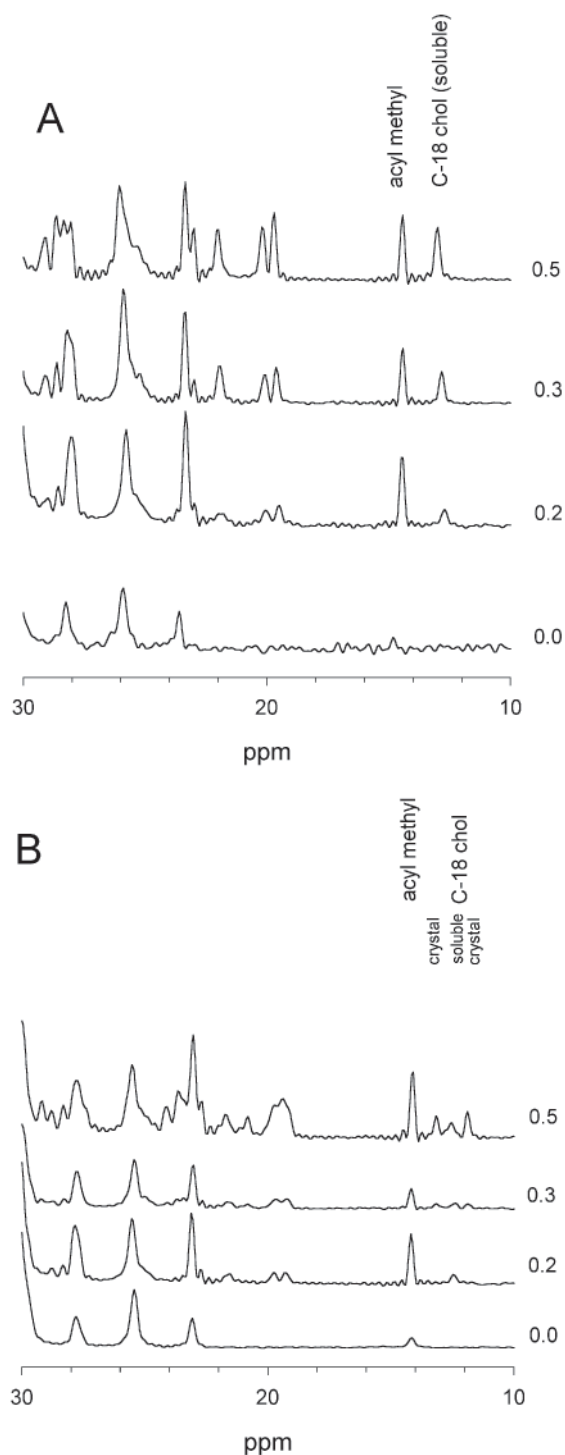 A
acyl methyl
C-18 chol (soluble)
0.5
0.3
0.2
0.0
30
20
10
ppm
B
acyl methyl
C-18 chol
crystal
soluble
crystal
0.5
0.3
0.2
0.0
30
20
10
ppm